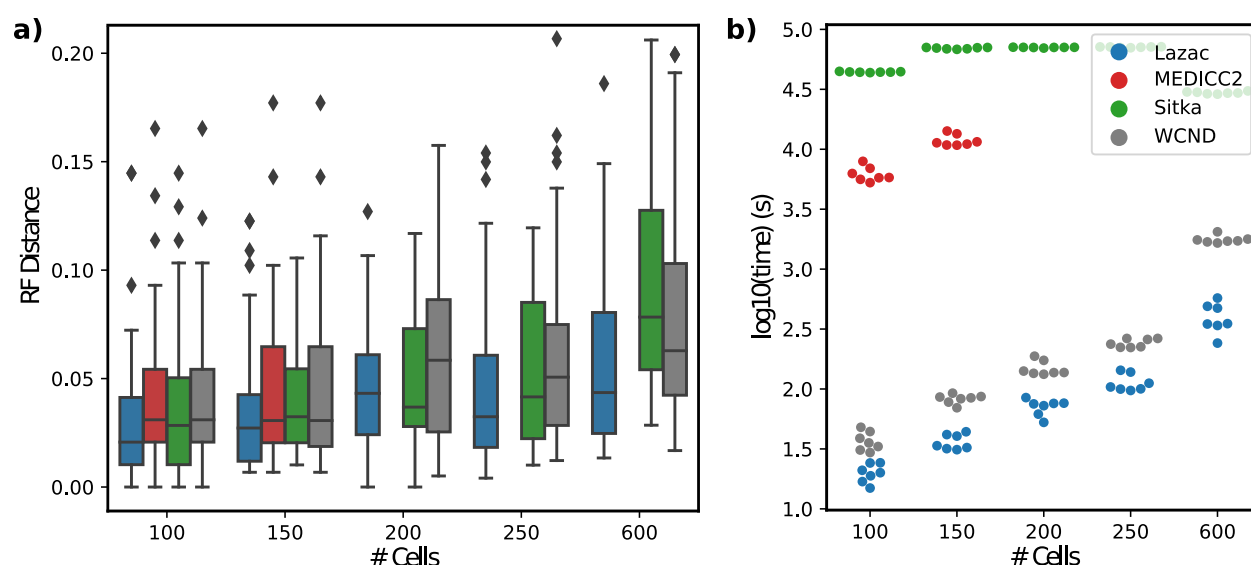 a)
RF Distance
0.20
0.15
0.10
0.05
0.00
100 150 200 250 600
# Cells
b)
log10(time) (s)
5.0
4.5
4.0
3.5
3.0
2.5
2.0
1.5
1.0
Lazac
MEDICC2
Sitka
WCND
100 150 200 250 600
# Cells